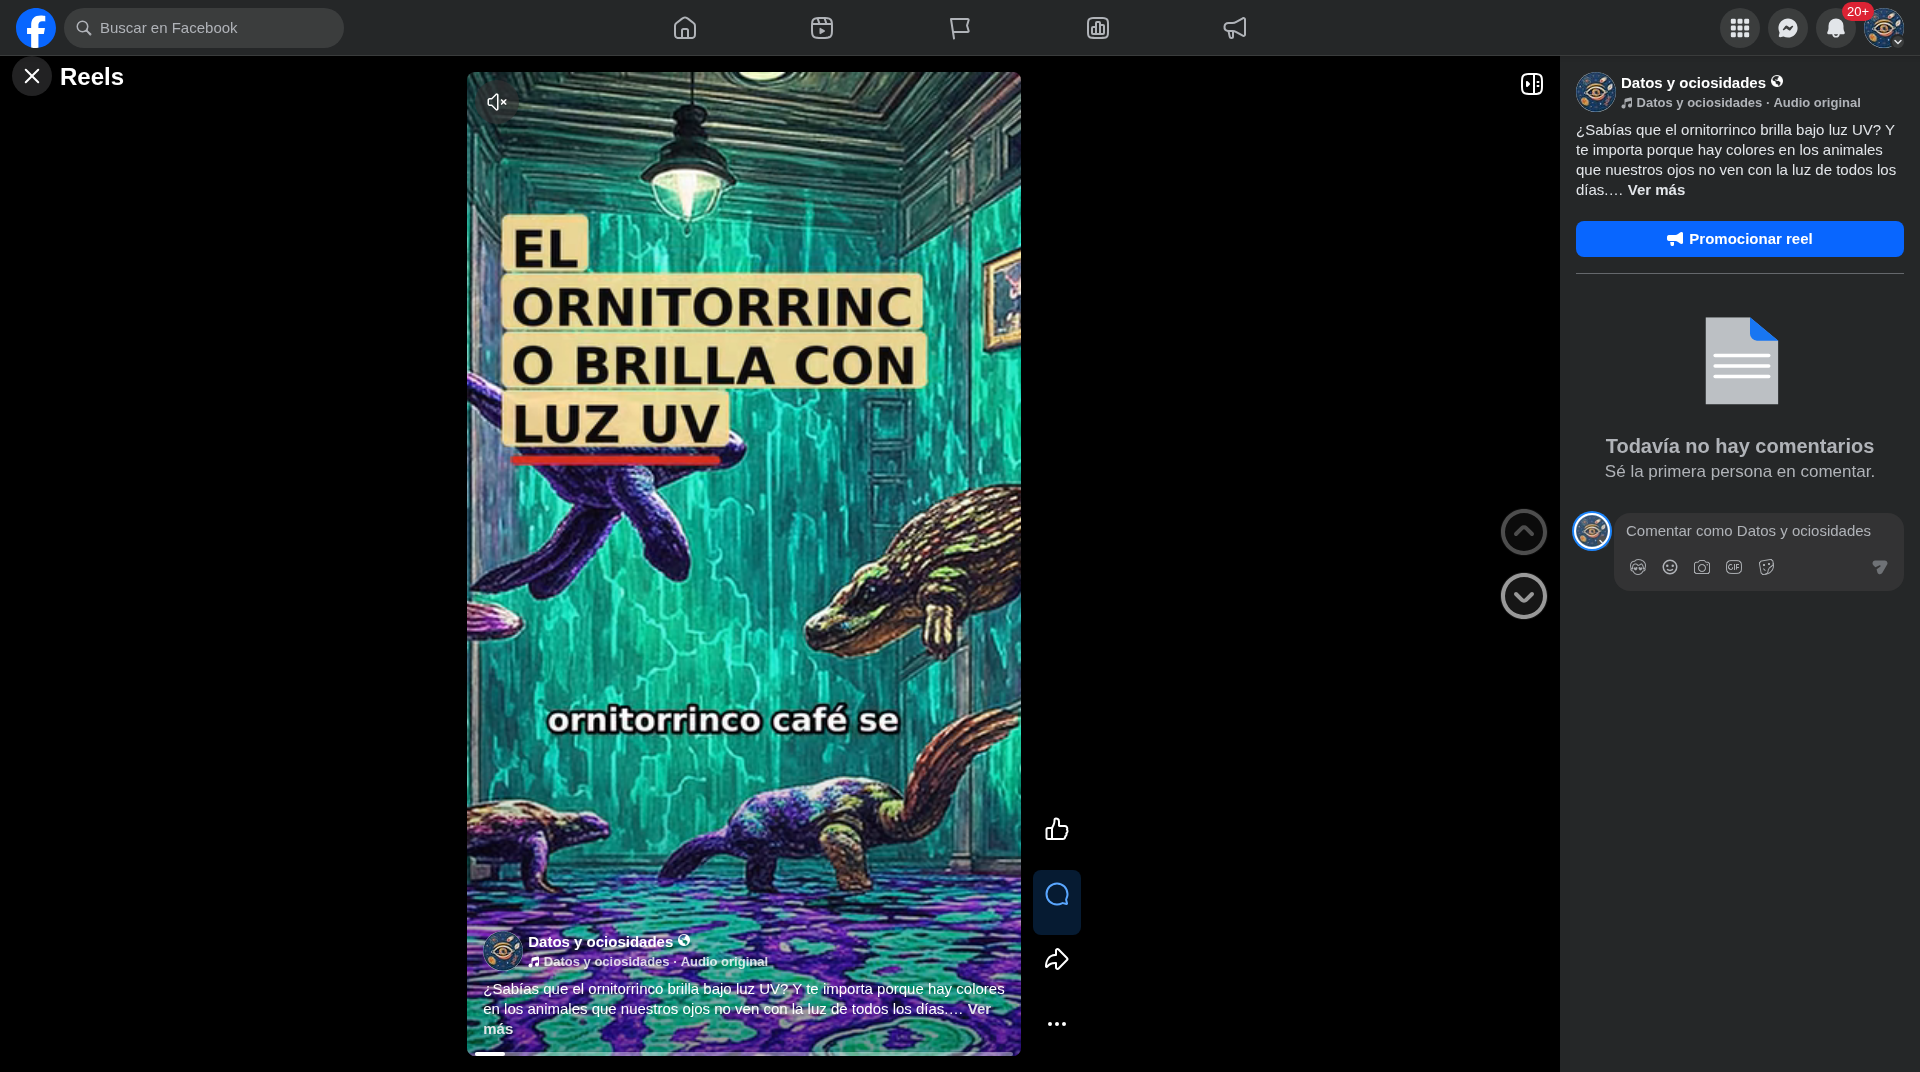 Buscar en Facebook
20+
Reels
EL
ORNITORRINC
O BRILLA CON
LUZ UV
ornitorrinco café se
Datos y ociosidades
Datos y ociosidades · Audio original
¿Sabías que el ornitorrinco brilla bajo luz UV? Y te importa porque hay colores
en los animales que nuestros ojos no ven con la luz de todos los días.… Ver
más
Datos y ociosidades
Datos y ociosidades · Audio original
¿Sabías que el ornitorrinco brilla bajo luz UV? Y
te importa porque hay colores en los animales
que nuestros ojos no ven con la luz de todos los
días.… Ver más
Promocionar reel
Todavía no hay comentarios
Sé la primera persona en comentar.
Comentar como Datos y ociosidades
GIF